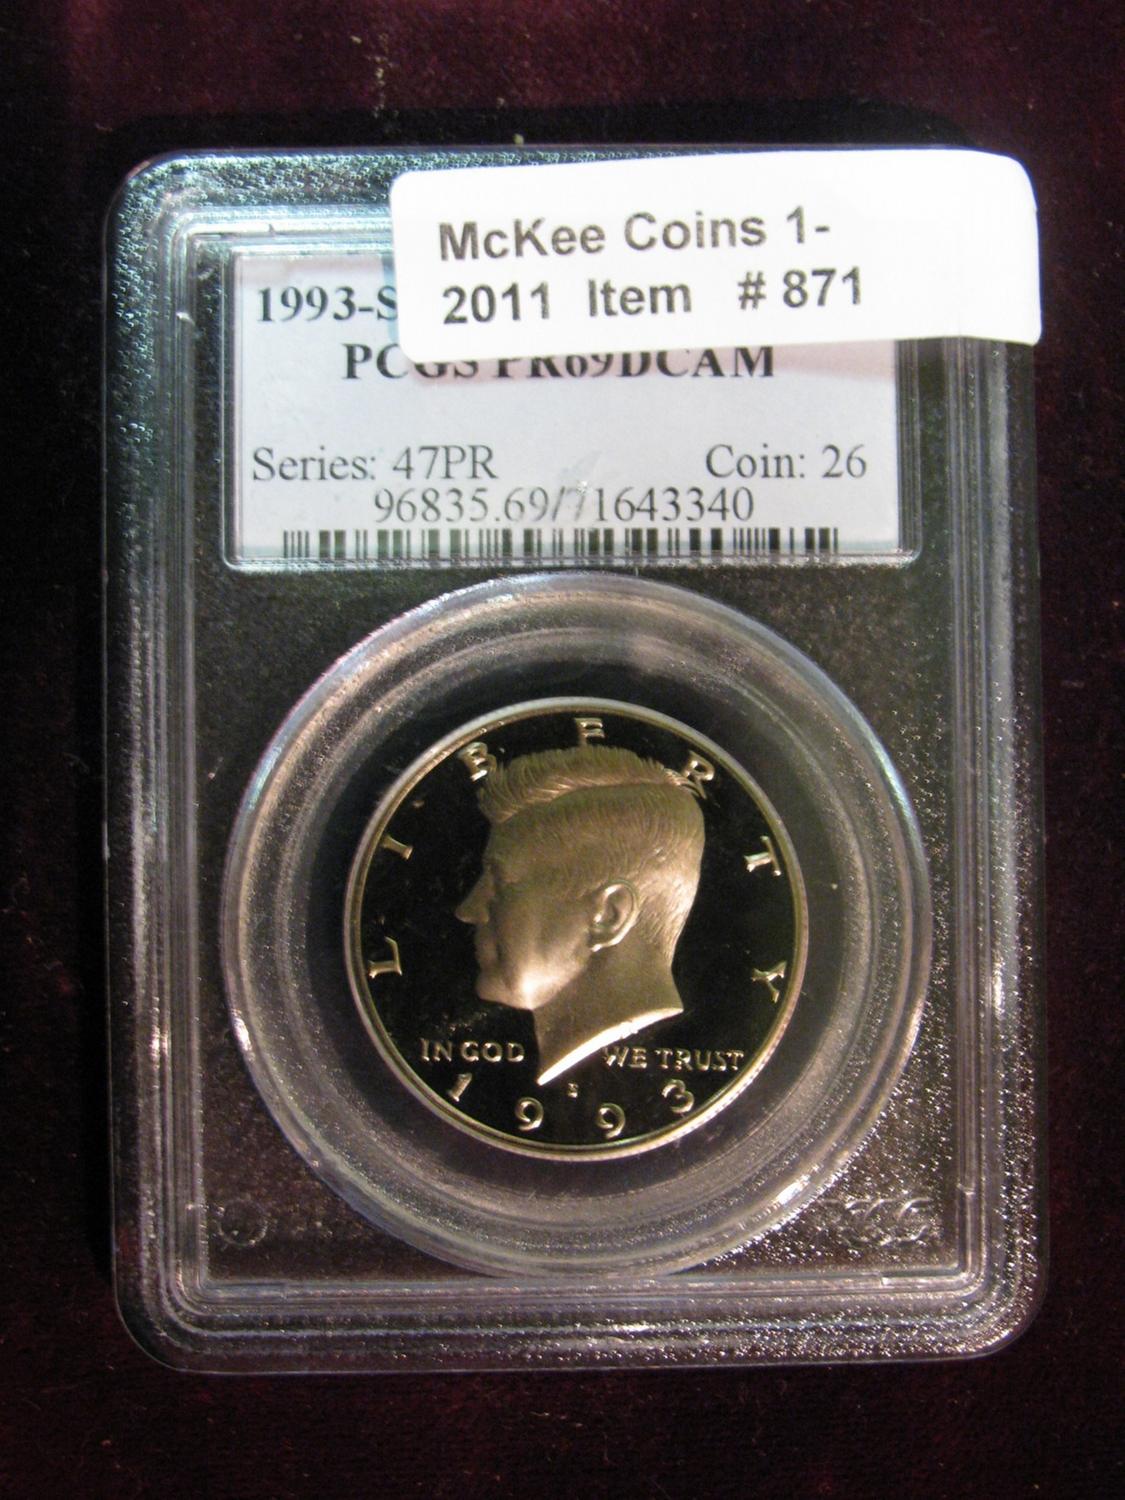 McKee Coins 1-
2011 Item # 871
1993-S
PCGS PR69DCAM
Series: 47PR Coin: 26
96835.69/71643340
LIBERTY
IN GOD WE TRUST
S
1993
PCGS